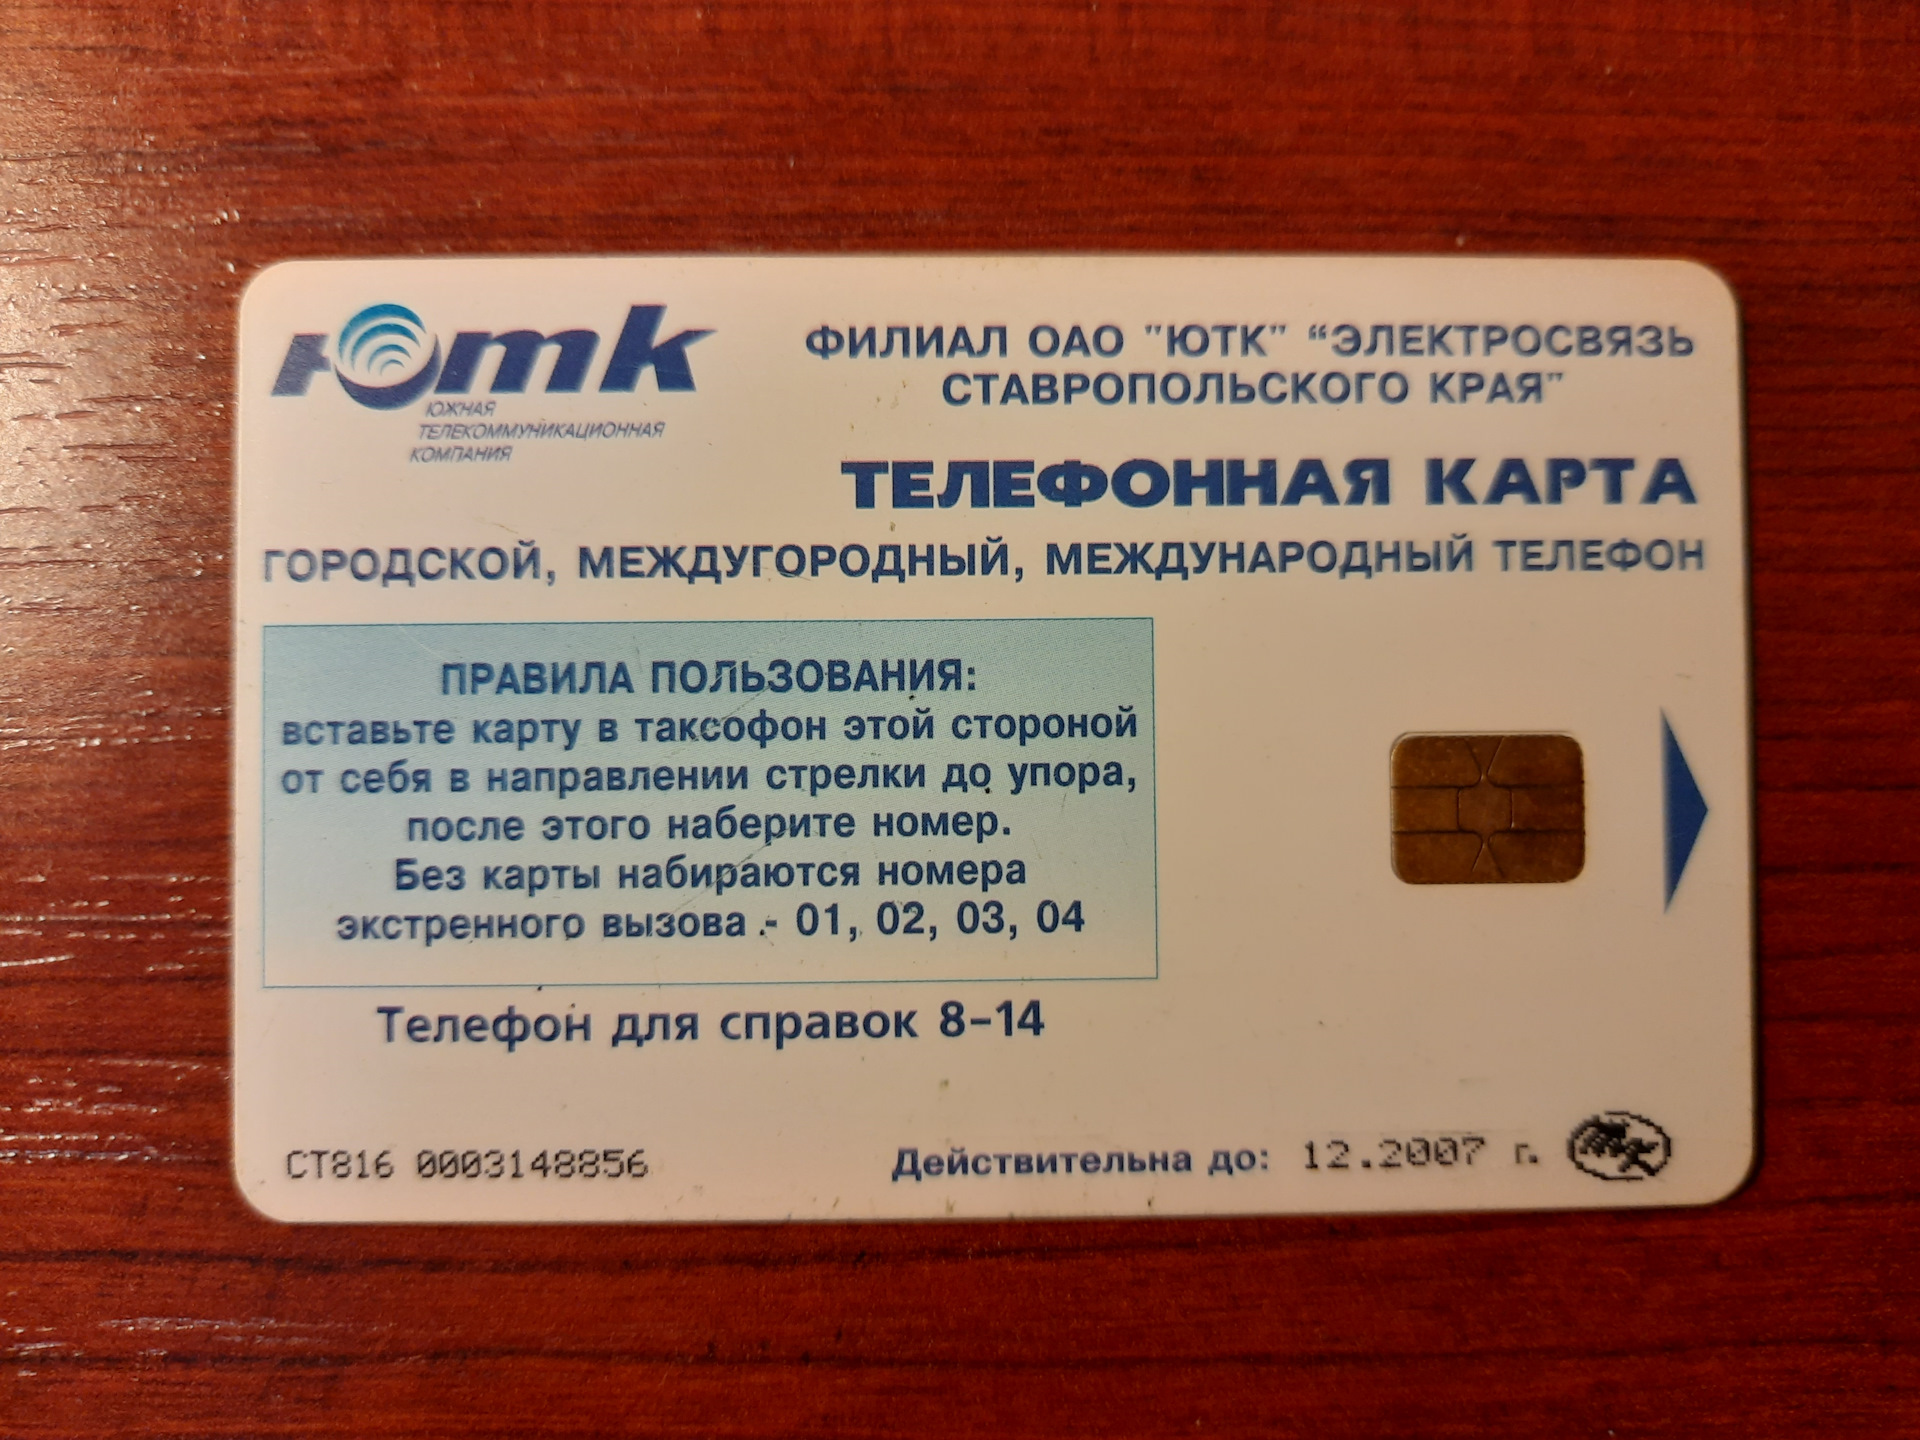 ЮТК
ЮЖНАЯ
ТЕЛЕКОММУНИКАЦИОННАЯ
КОМПАНИЯ
ФИЛИАЛ ОАО "ЮТК" “ЭЛЕКТРОСВЯЗЬ
СТАВРОПОЛЬСКОГО КРАЯ”
ТЕЛЕФОННАЯ КАРТА
ГОРОДСКОЙ, МЕЖДУГОРОДНЫЙ, МЕЖДУНАРОДНЫЙ ТЕЛЕФОН
ПРАВИЛА ПОЛЬЗОВАНИЯ:
вставьте карту в таксофон этой стороной
от себя в направлении стрелки до упора,
после этого наберите номер.
Без карты набираются номера
экстренного вызова - 01, 02, 03, 04
Телефон для справок 8-14
СТ816 0003148856
Действительна до: 12.2007 г.